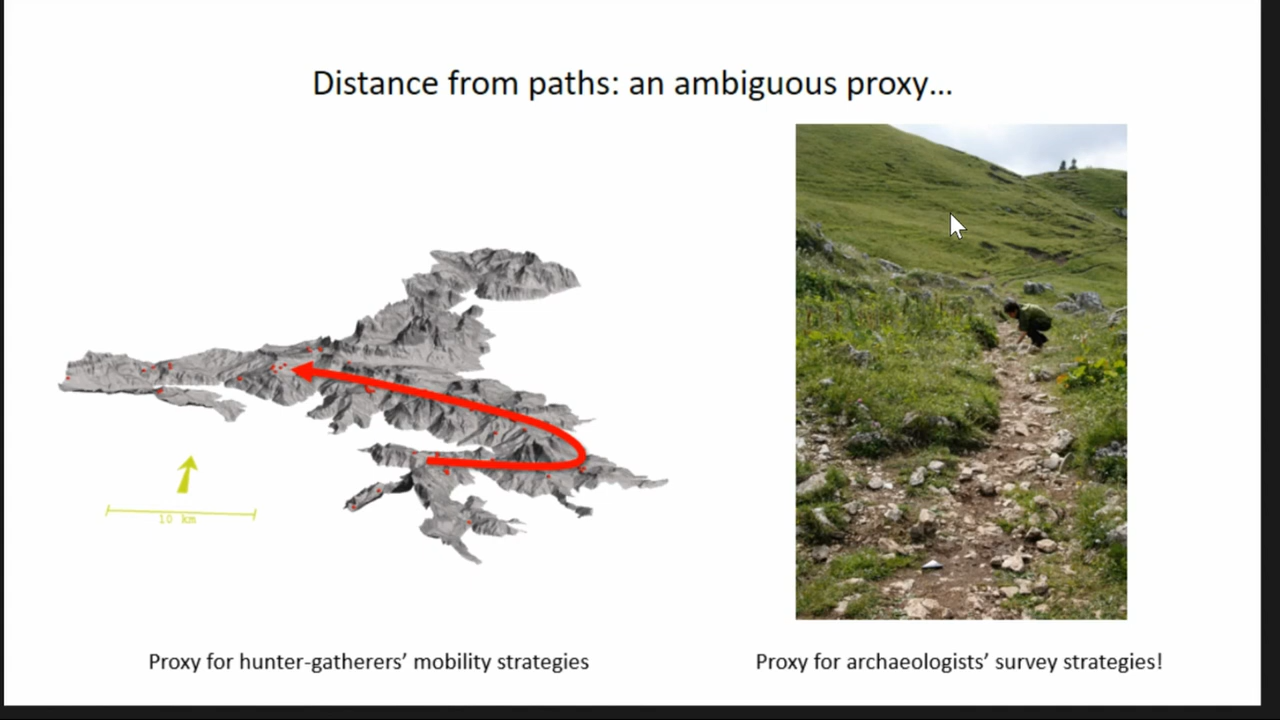 Distance from paths: an ambiguous proxy...
10 km
Proxy for hunter-gatherers’ mobility strategies
Proxy for archaeologists’ survey strategies!